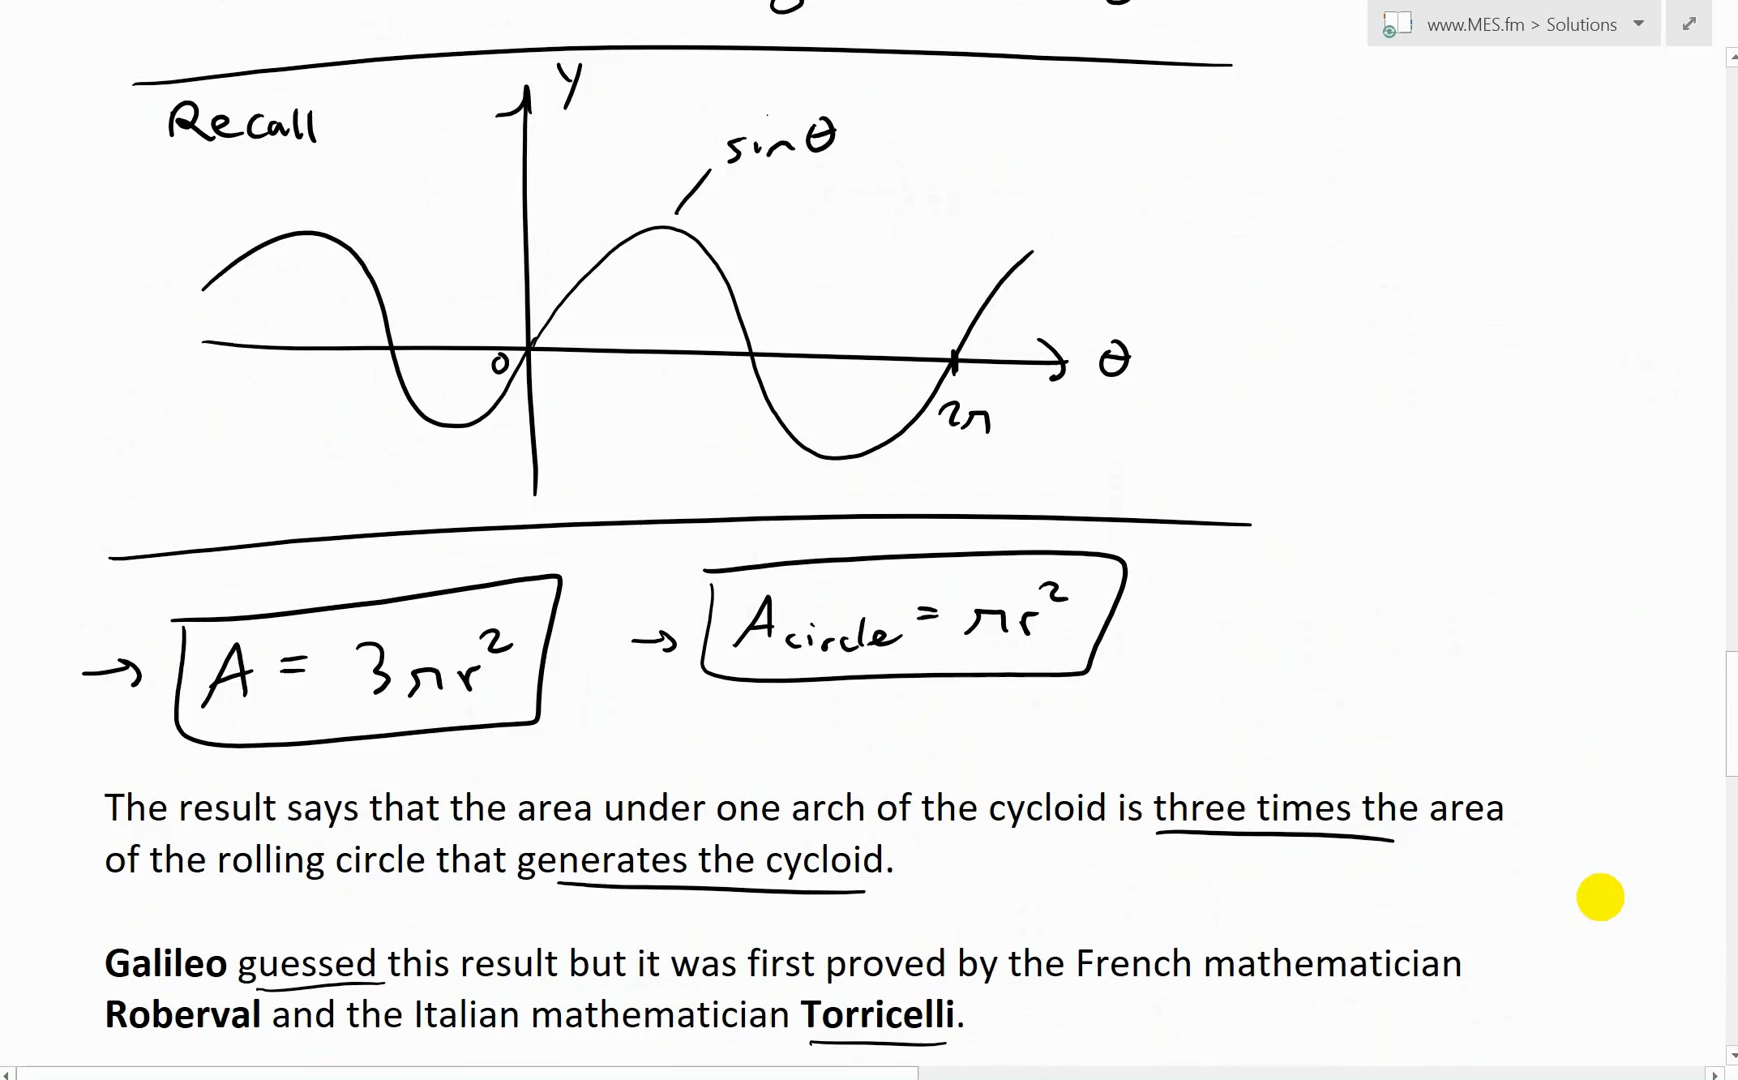 www.MES.fm > Solutions
Recall
y
sin θ
0
2π
θ
→ A = 3πr²
→ A circle = πr²
The result says that the area under one arch of the cycloid is three times the area
of the rolling circle that generates the cycloid.
Galileo guessed this result but it was first proved by the French mathematician
Roberval and the Italian mathematician Torricelli.